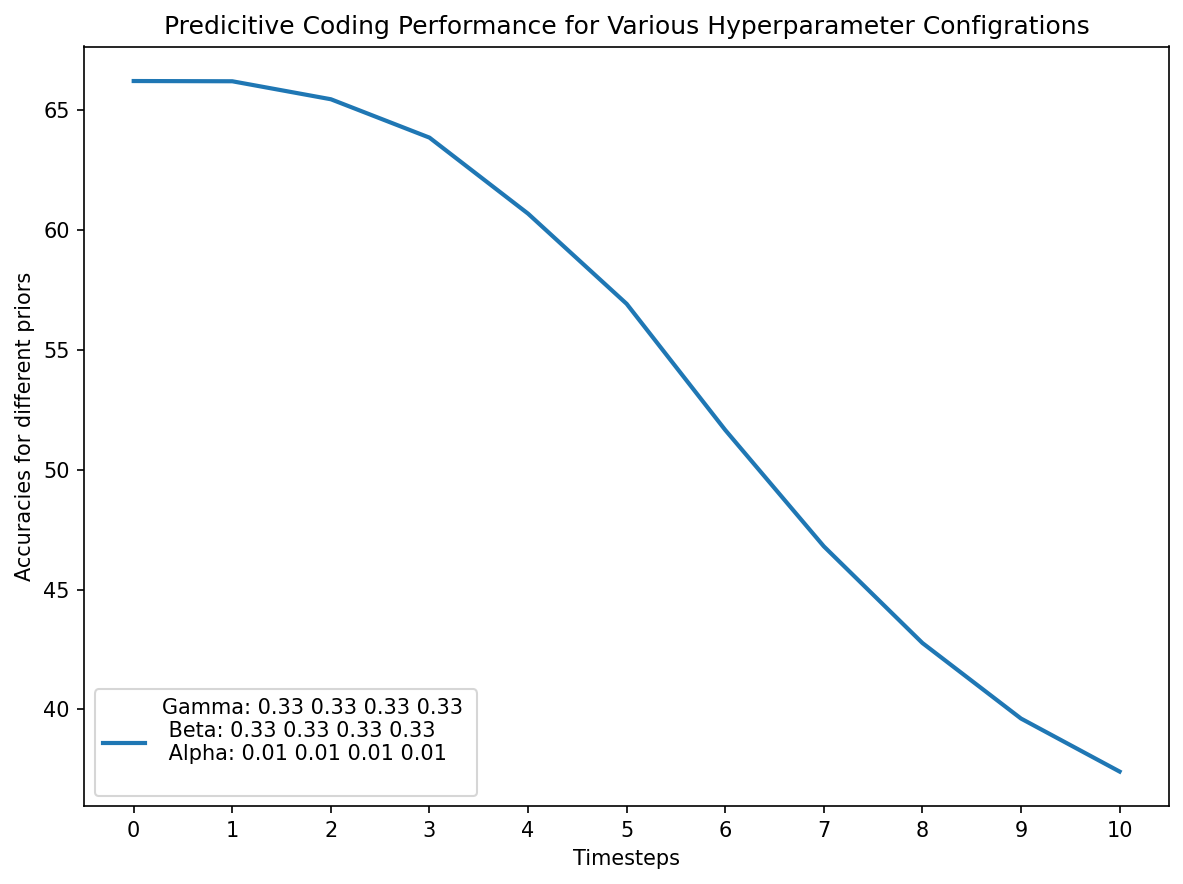 Predicitive Coding Performance for Various Hyperparameter Configrations
Accuracies for different priors
65
60
55
50
45
40
Gamma: 0.33 0.33 0.33 0.33
Beta: 0.33 0.33 0.33 0.33
Alpha: 0.01 0.01 0.01 0.01
0 1 2 3 4 5 6 7 8 9 10
Timesteps